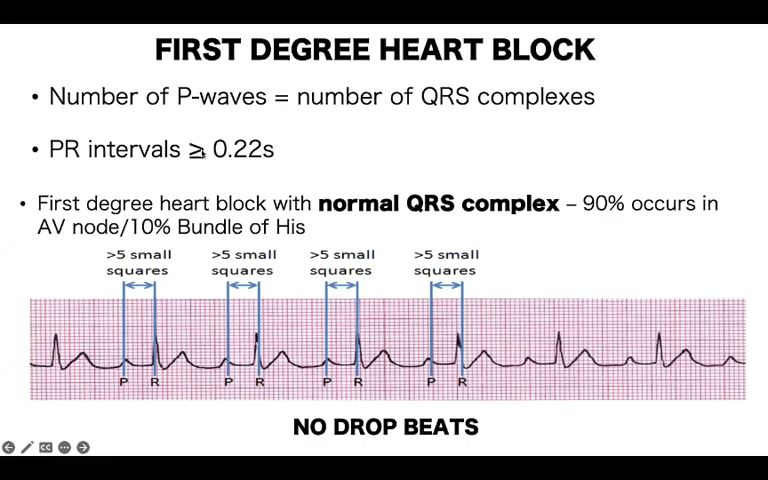 FIRST DEGREE HEART BLOCK
• Number of P-waves = number of QRS complexes
• PR intervals ≥ 0.22s
• First degree heart block with normal QRS complex – 90% occurs in
AV node/10% Bundle of His
>5 small squares >5 small squares >5 small squares >5 small squares
P R P R P R P R
NO DROP BEATS
CC